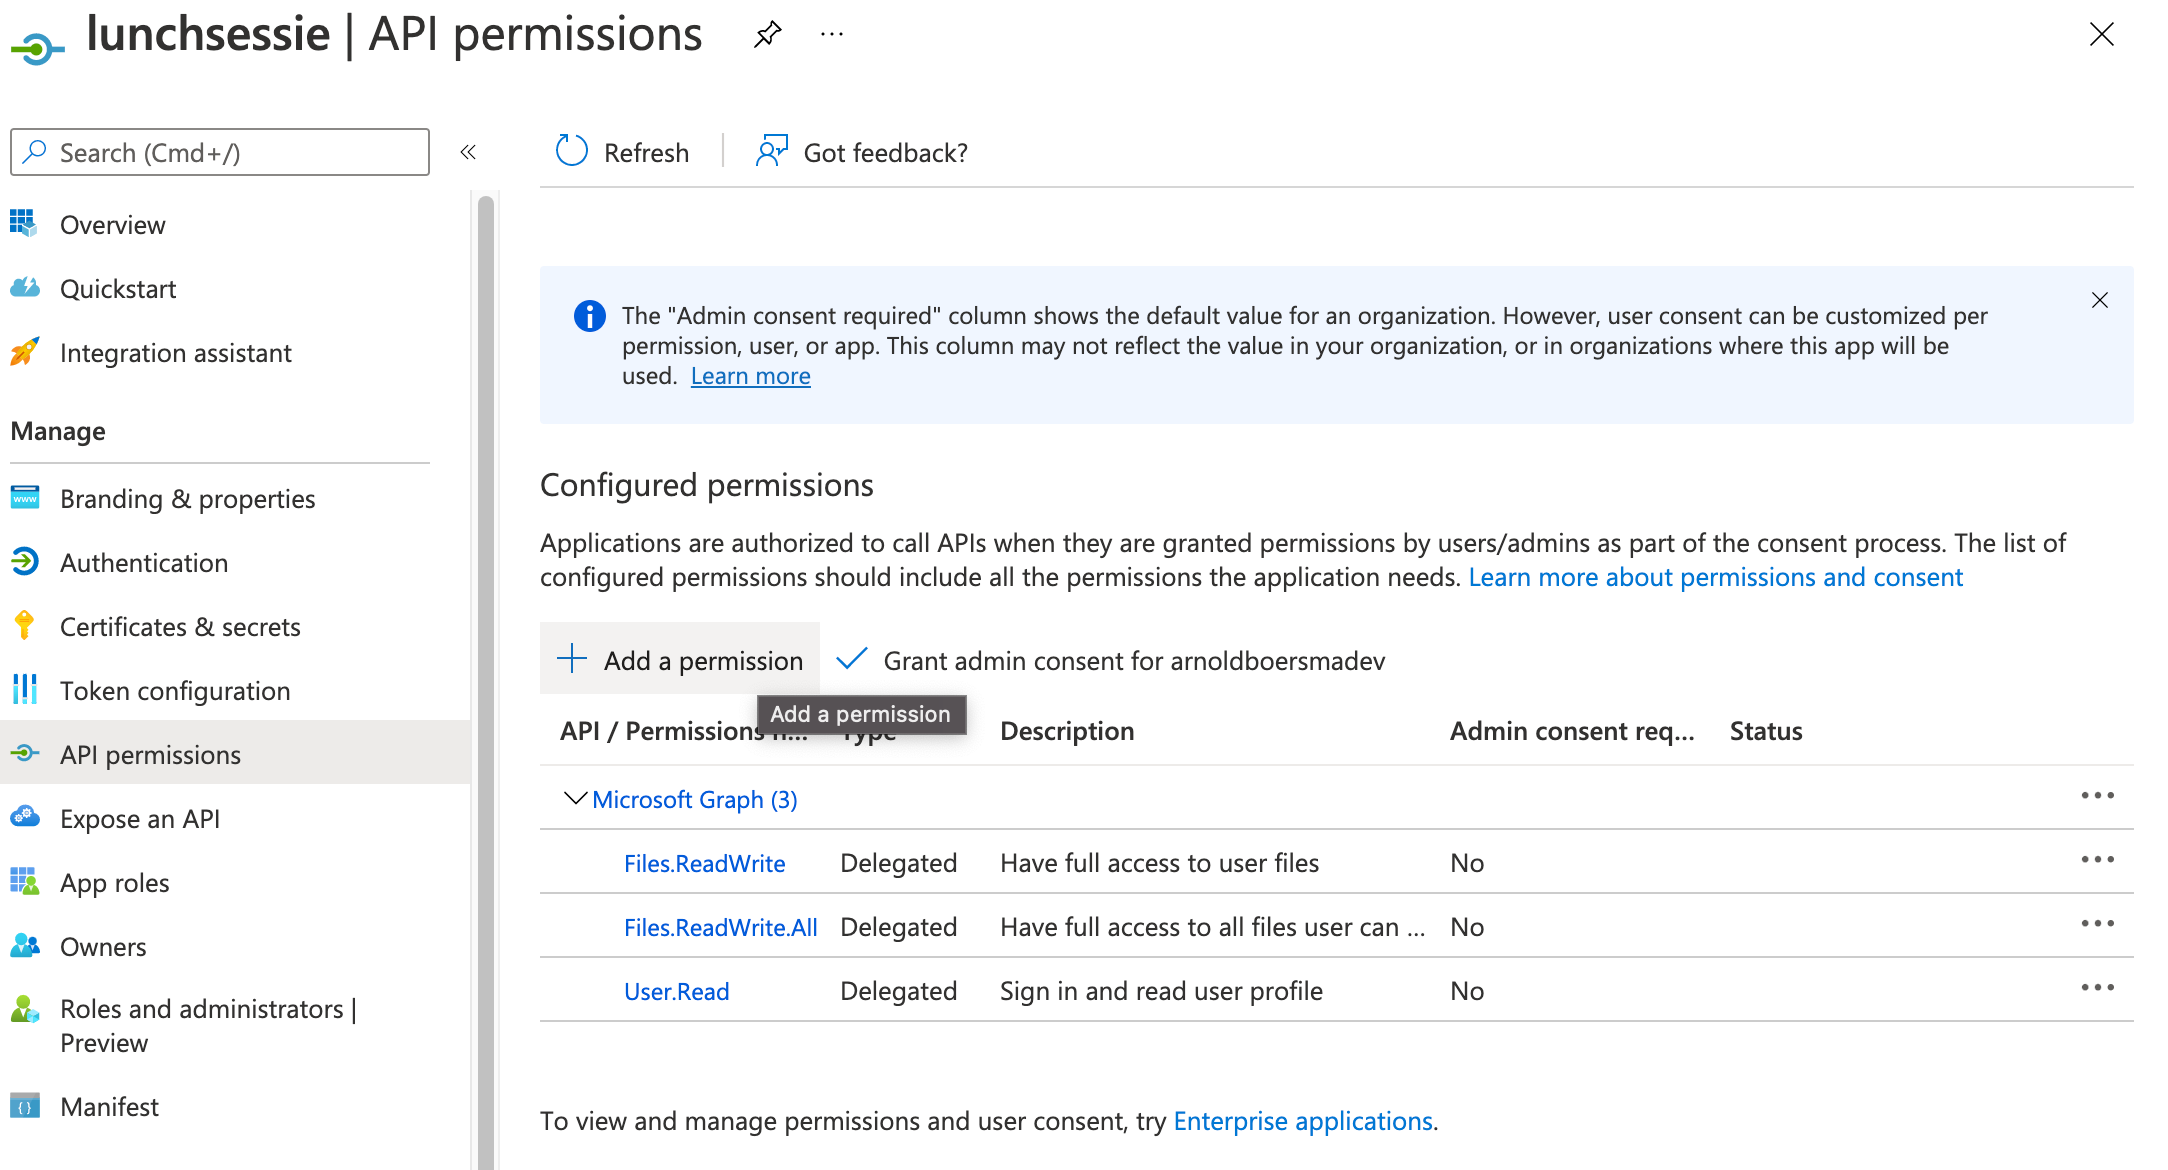 lunchsessie | API permissions
Search (Cmd+/)
Refresh
Got feedback?
Overview
Quickstart
Integration assistant
Manage
Branding & properties
Authentication
Certificates & secrets
Token configuration
API permissions
Expose an API
App roles
Owners
Roles and administrators |
Preview
Manifest
The "Admin consent required" column shows the default value for an organization. However, user consent can be customized per
permission, user, or app. This column may not reflect the value in your organization, or in organizations where this app will be
used. Learn more
Configured permissions
Applications are authorized to call APIs when they are granted permissions by users/admins as part of the consent process. The list of
configured permissions should include all the permissions the application needs. Learn more about permissions and consent
Add a permission
Grant admin consent for arnoldboersmadev
Add a permission
API / Permissions n... Type Description Admin consent req... Status
Microsoft Graph (3)
Files.ReadWrite Delegated Have full access to user files No
Files.ReadWrite.All Delegated Have full access to all files user can ... No
User.Read Delegated Sign in and read user profile No
To view and manage permissions and user consent, try Enterprise applications.